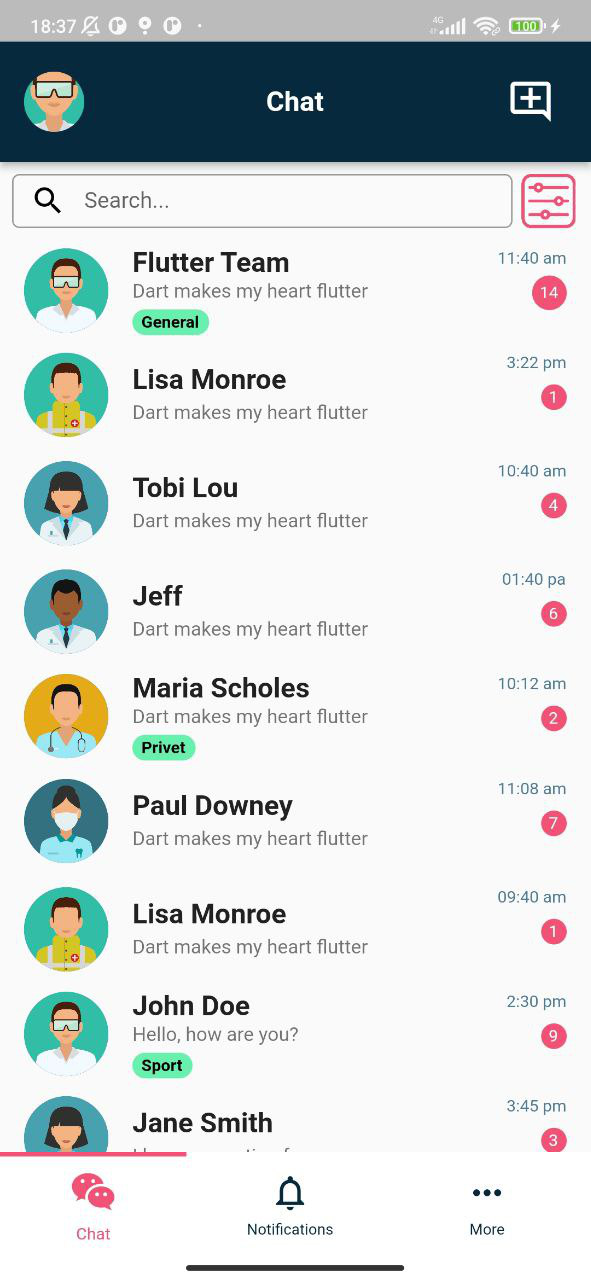 18:37
4G
100
Chat
Search...
Flutter Team
11:40 am
Dart makes my heart flutter
14
General
Lisa Monroe
3:22 pm
Dart makes my heart flutter
1
Tobi Lou
10:40 am
Dart makes my heart flutter
4
Jeff
01:40 pa
Dart makes my heart flutter
6
Maria Scholes
10:12 am
Dart makes my heart flutter
2
Privet
Paul Downey
11:08 am
Dart makes my heart flutter
7
Lisa Monroe
09:40 am
Dart makes my heart flutter
1
John Doe
2:30 pm
Hello, how are you?
9
Sport
Jane Smith
3:45 pm
3
Chat
Notifications
More